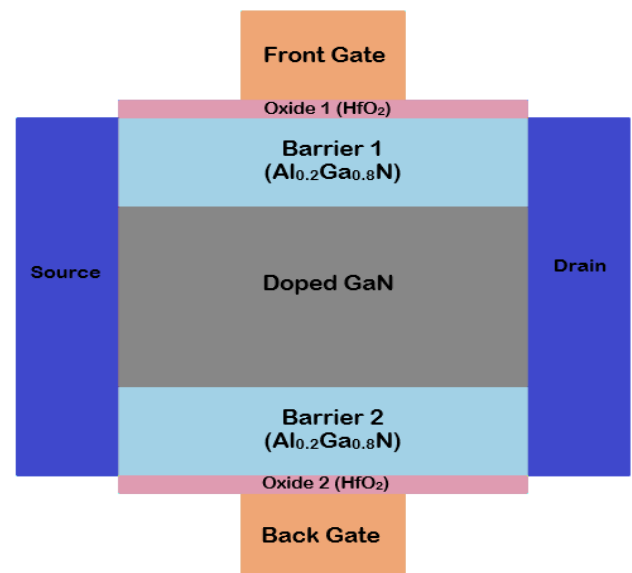 Front Gate
Oxide 1 (HfO₂)
Barrier 1
(Al₀.₂Ga₀.₈N)
Source
Doped GaN
Drain
Barrier 2
(Al₀.₂Ga₀.₈N)
Oxide 2 (HfO₂)
Back Gate